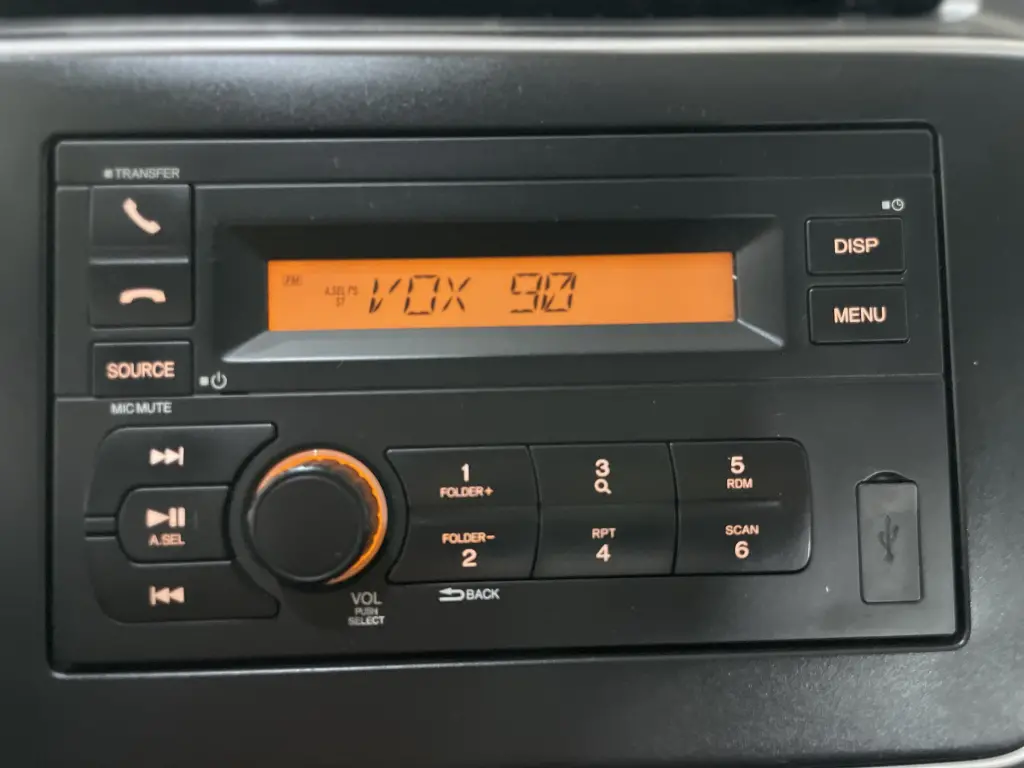 TRANSFER
DISP
MENU
FM
A.SEL PS
ST
VOX 90
SOURCE
MIC MUTE
A.SEL
VOL
PUSH
SELECT
1
FOLDER+
3
5
RDM
FOLDER-
2
RPT
4
SCAN
6
BACK